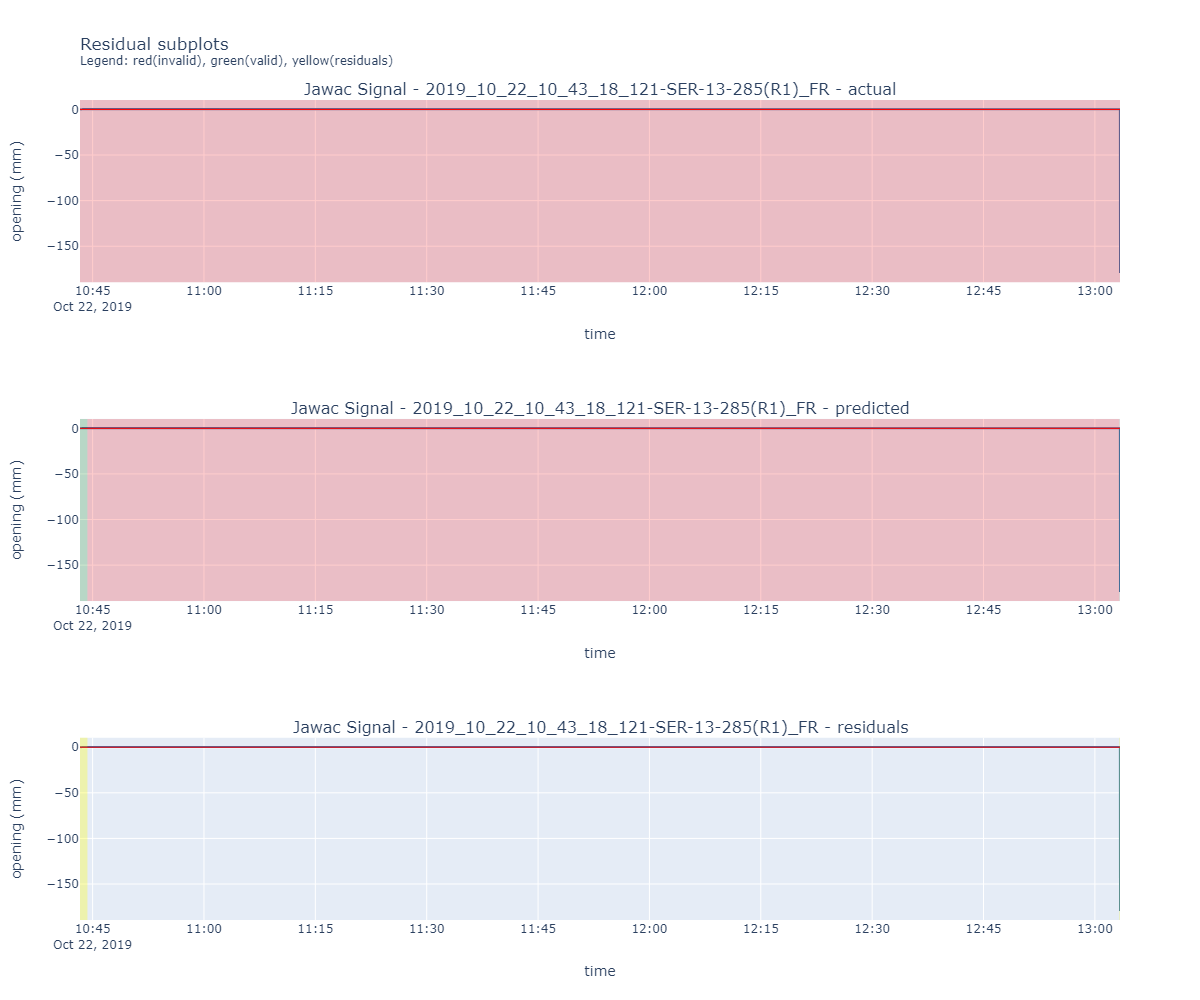 Residual subplots
Legend: red(invalid), green(valid), yellow(residuals)
Jawac Signal - 2019_10_22_10_43_18_121-SER-13-285(R1)_FR - actual
0
−50
−100
−150
opening (mm)
10:45 11:00 11:15 11:30 11:45 12:00 12:15 12:30 12:45 13:00
Oct 22, 2019
time
Jawac Signal - 2019_10_22_10_43_18_121-SER-13-285(R1)_FR - predicted
0
−50
−100
−150
opening (mm)
10:45 11:00 11:15 11:30 11:45 12:00 12:15 12:30 12:45 13:00
Oct 22, 2019
time
Jawac Signal - 2019_10_22_10_43_18_121-SER-13-285(R1)_FR - residuals
0
−50
−100
−150
opening (mm)
10:45 11:00 11:15 11:30 11:45 12:00 12:15 12:30 12:45 13:00
Oct 22, 2019
time